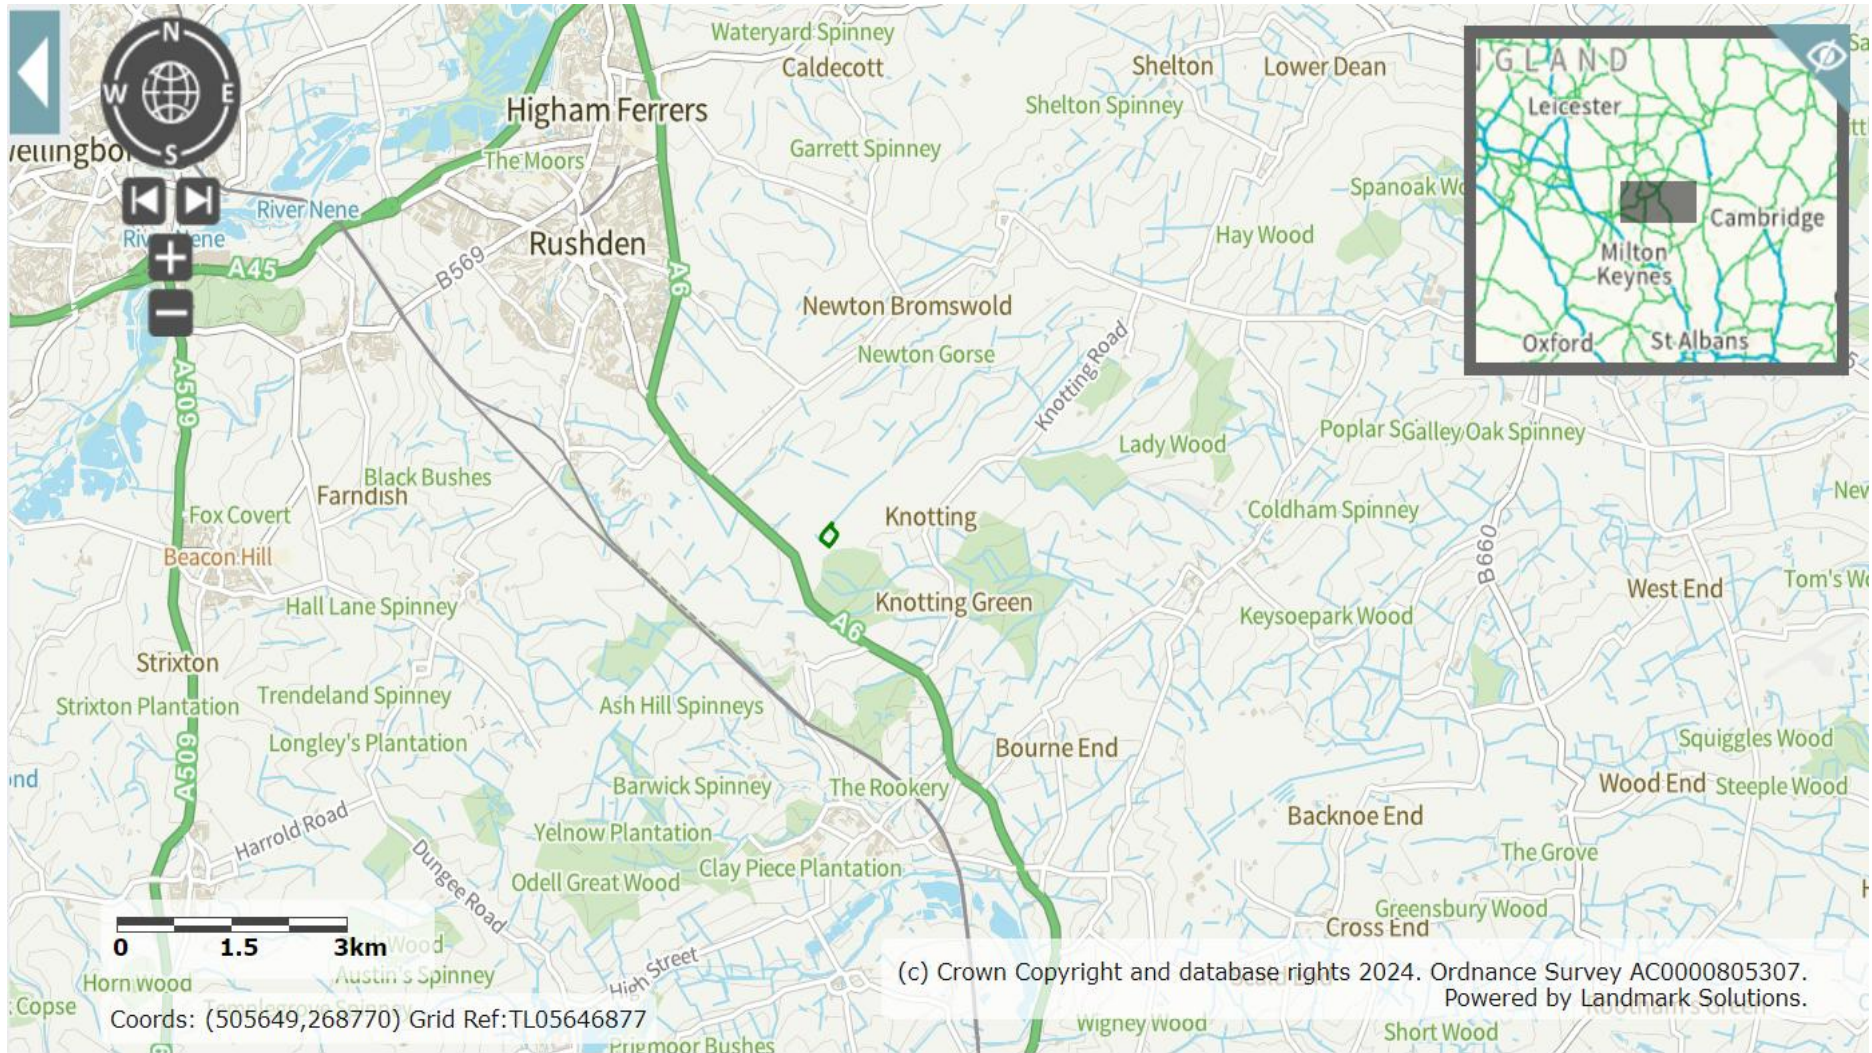 Wateryard Spinney
Caldecott
Shelton
Lower Dean
Shelton Spinney
Higham Ferrers
The Moors
Garrett Spinney
Spanoak
N
W
E
S
River Nene
Rushden
Hay Wood
A45
B569
A6
Newton Bromswold
Newton Gorse
Knotting Road
A509
Lady Wood
Galley Oak Spinney
Black Bushes
Farndish
Fox Covert
Knotting
Coldham Spinney
B660
Beacon Hill
West End
Hall Lane Spinney
Knotting Green
Keysoepark Wood
A6
Strixton
Strixton Plantation
Trendeland Spinney
Ash Hill Spinneys
Longley's Plantation
Bourne End
Squiggles Wood
A509
Barwick Spinney
The Rookery
Wood End
Steeple Wood
Backnoe End
Harrold Road
Yelnow Plantation
The Grove
Dungee Road
Clay Piece Plantation
Odell Great Wood
Greensbury Wood
Cross End
0 1.5 3km
High Street
Austin's Spinney
Horn Wood
Copse
(c) Crown Copyright and database rights 2024. Ordnance Survey AC0000805307.
Powered by Landmark Solutions.
Coords: (505649,268770) Grid Ref:TL05646877
Wigney Wood
Short Wood
Prigmoor Bushes
Leicester
Cambridge
Milton
Keynes
Oxford
St Albans